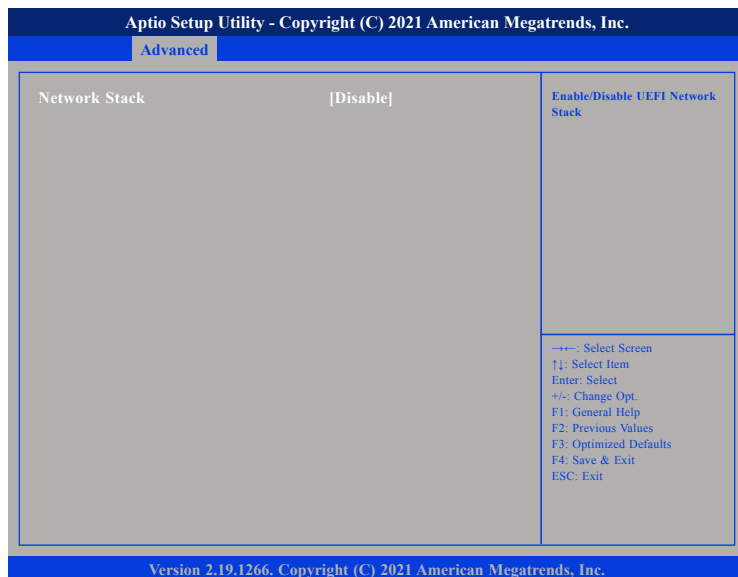 Aptio Setup Utility - Copyright (C) 2021 American Megatrends, Inc.
Advanced
Network Stack [Disable]
Enable/Disable UEFI Network
Stack
→←: Select Screen
↑↓: Select Item
Enter: Select
+/-: Change Opt.
F1: General Help
F2: Previous Values
F3: Optimized Defaults
F4: Save & Exit
ESC: Exit
Version 2.19.1266. Copyright (C) 2021 American Megatrends, Inc.